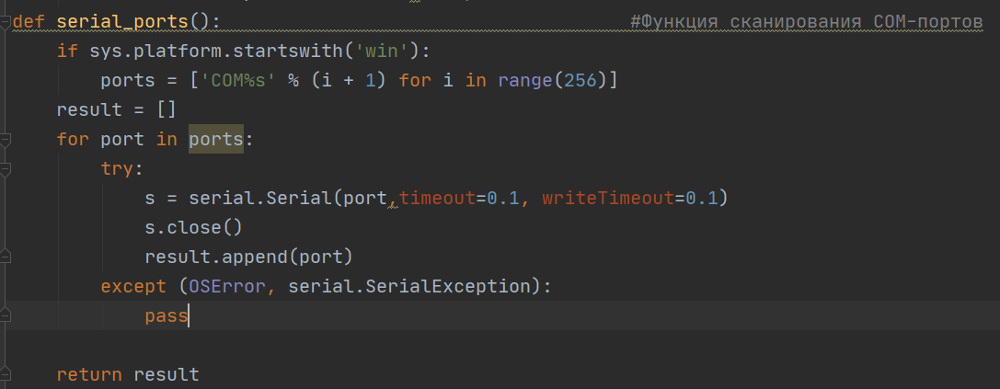 def serial_ports():                                     #Функция сканирования COM-портов
    if sys.platform.startswith('win'):
        ports = ['COM%s' % (i + 1) for i in range(256)]
    result = []
    for port in ports:
        try:
            s = serial.Serial(port,timeout=0.1, writeTimeout=0.1)
            s.close()
            result.append(port)
        except (OSError, serial.SerialException):
            pass

    return result